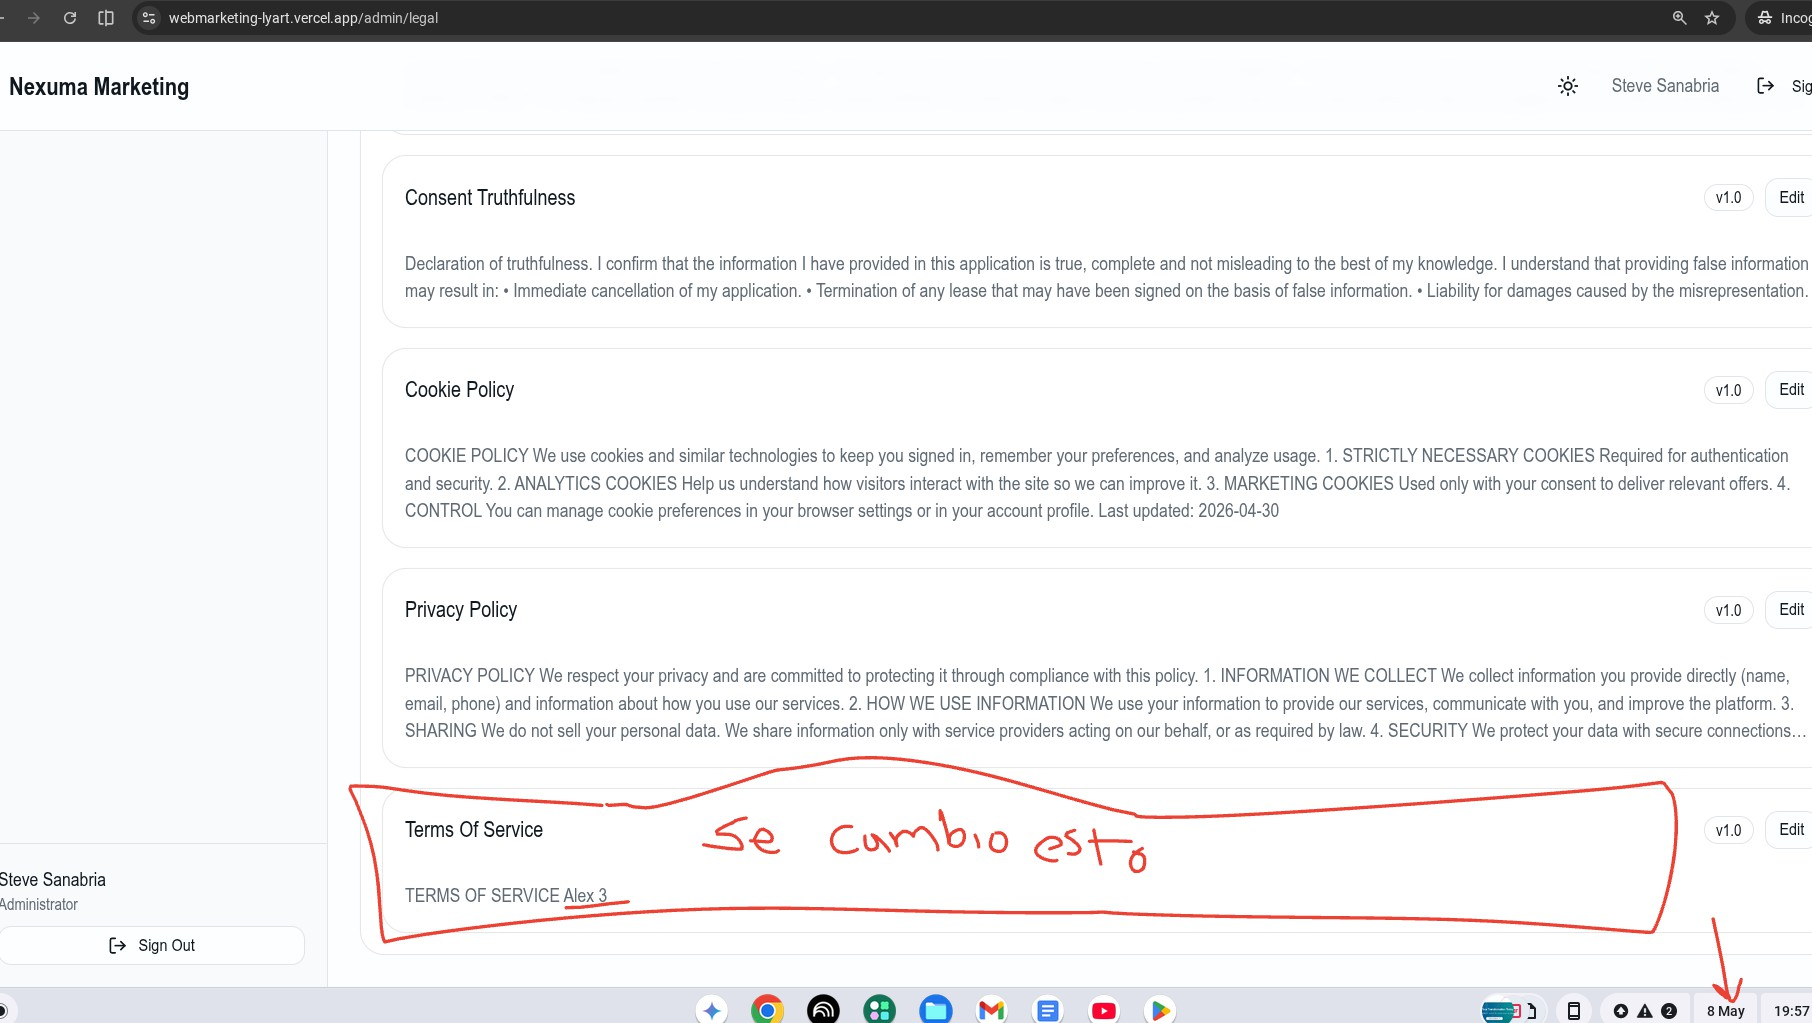 webmarketing-lyart.vercel.app/admin/legal
Incog
Nexuma Marketing
Steve Sanabria
Sig
Consent Truthfulness
v1.0
Edit
Declaration of truthfulness. I confirm that the information I have provided in this application is true, complete and not misleading to the best of my knowledge. I understand that providing false information
may result in: • Immediate cancellation of my application. • Termination of any lease that may have been signed on the basis of false information. • Liability for damages caused by the misrepresentation.
Cookie Policy
v1.0
Edit
COOKIE POLICY We use cookies and similar technologies to keep you signed in, remember your preferences, and analyze usage. 1. STRICTLY NECESSARY COOKIES Required for authentication
and security. 2. ANALYTICS COOKIES Help us understand how visitors interact with the site so we can improve it. 3. MARKETING COOKIES Used only with your consent to deliver relevant offers. 4.
CONTROL You can manage cookie preferences in your browser settings or in your account profile. Last updated: 2026-04-30
Privacy Policy
v1.0
Edit
PRIVACY POLICY We respect your privacy and are committed to protecting it through compliance with this policy. 1. INFORMATION WE COLLECT We collect information you provide directly (name,
email, phone) and information about how you use our services. 2. HOW WE USE INFORMATION We use your information to provide our services, communicate with you, and improve the platform. 3.
SHARING We do not sell your personal data. We share information only with service providers acting on our behalf, or as required by law. 4. SECURITY We protect your data with secure connections…
Terms Of Service
Se cambio esto
v1.0
Edit
TERMS OF SERVICE Alex 3
Steve Sanabria
Administrator
Sign Out
2
8 May
19:57